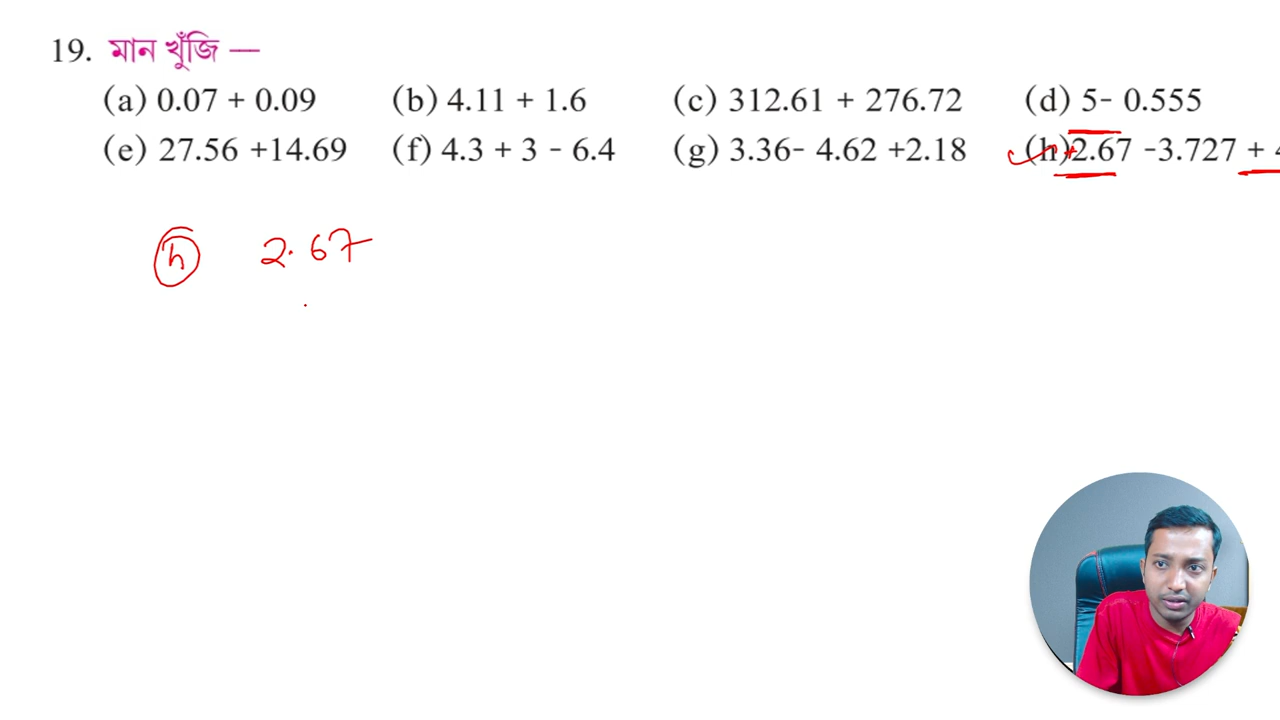 19. মান খুঁজি —
(a) 0.07 + 0.09 (b) 4.11 + 1.6 (c) 312.61 + 276.72 (d) 5- 0.555
(e) 27.56 +14.69 (f) 4.3 + 3 - 6.4 (g) 3.36- 4.62 +2.18 (h) +2.67 -3.727 +
h 2.67